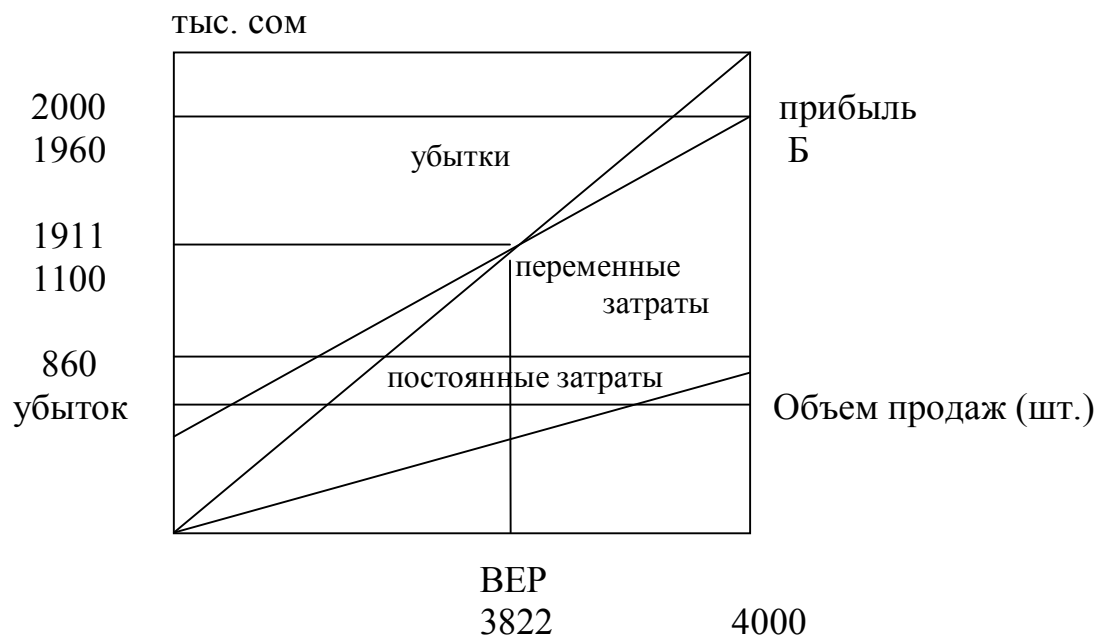 тыс. сом
2000
прибыль
1960
Б
убытки
1911
1100
переменные
затраты
860
постоянные затраты
убыток
Объем продаж (шт.)
BEP
3822
4000